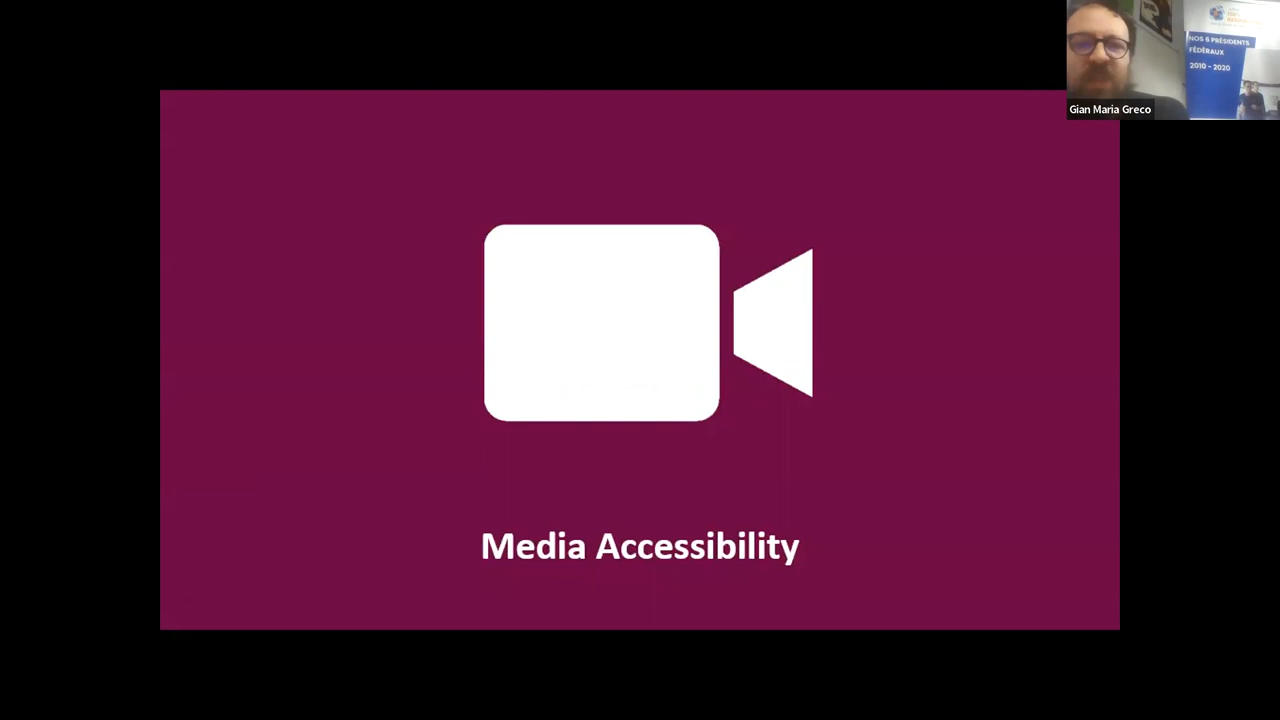 NOS 6 PRÉSIDENTS
FÉDÉRAUX
2010 - 2020
Gian Maria Greco
Media Accessibility